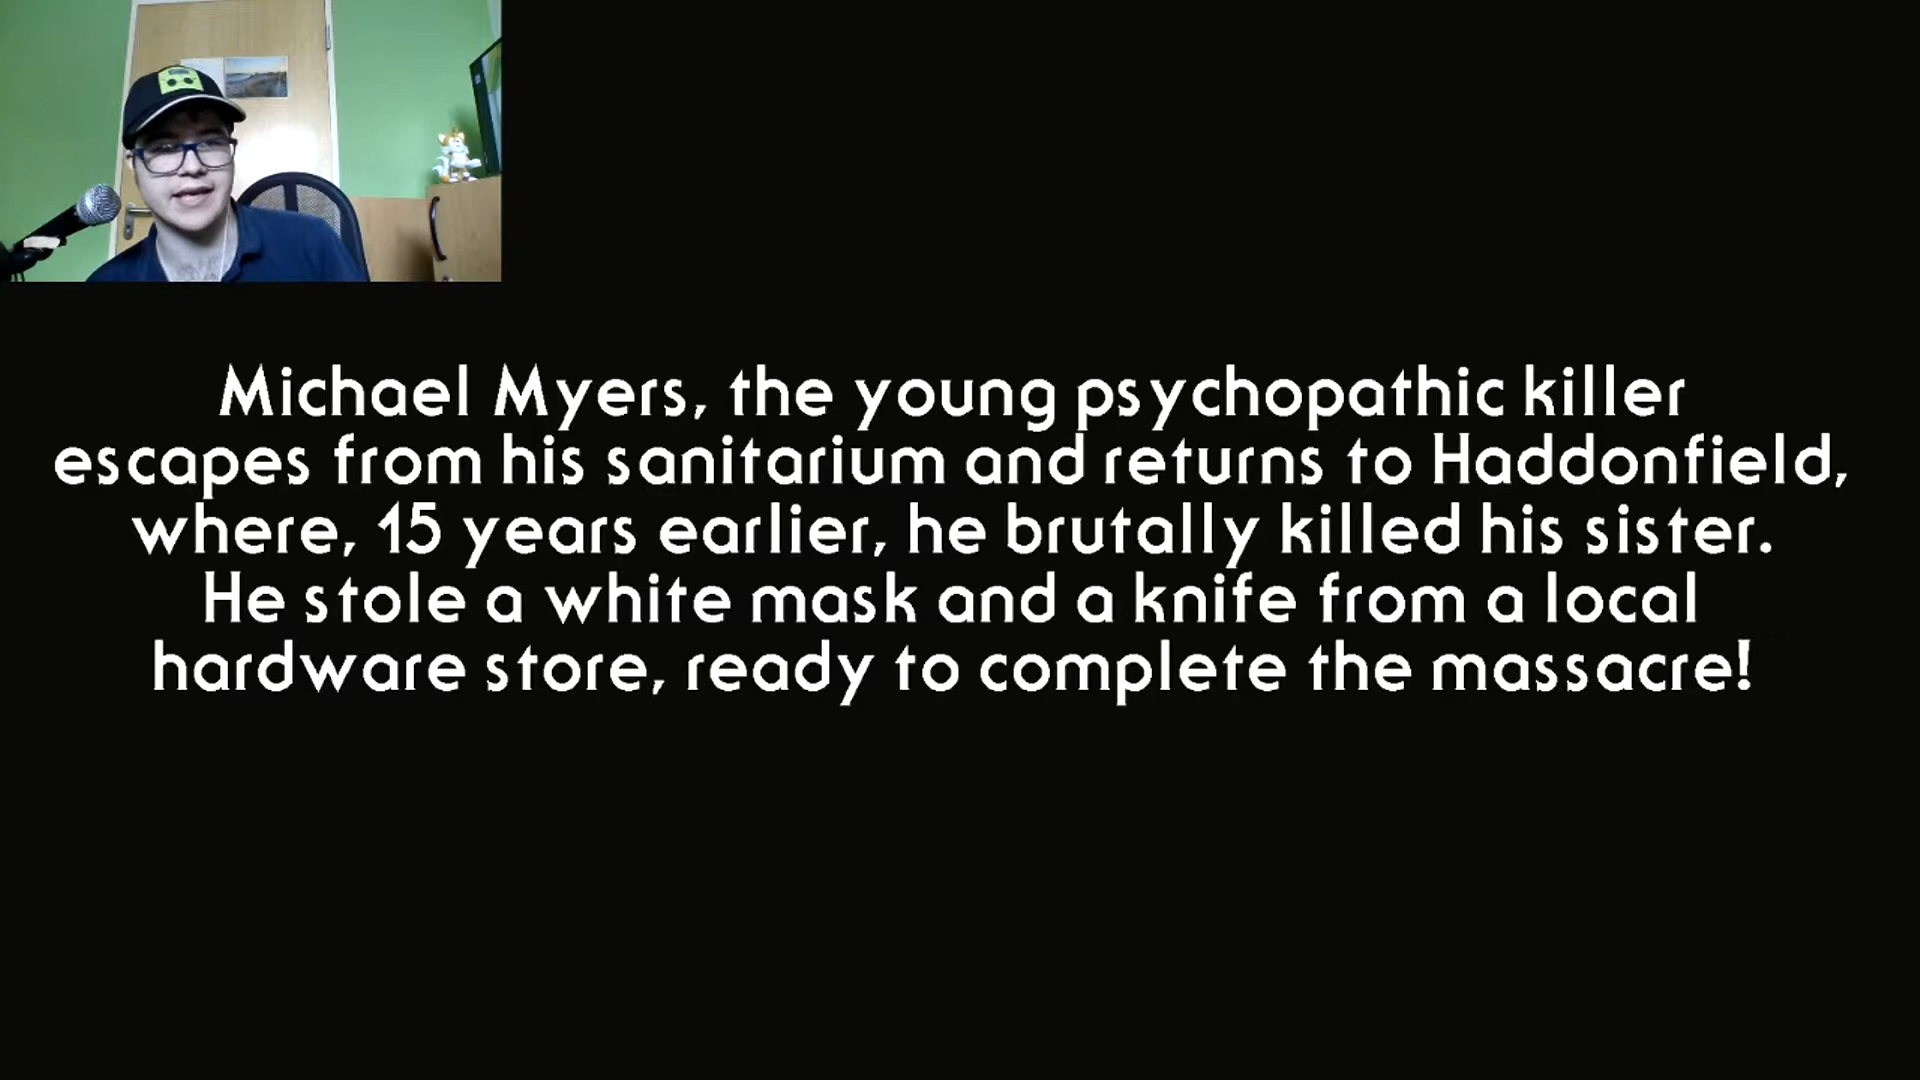 Michael Myers, the young psychopathic killer
escapes from his sanitarium and returns to Haddonfield,
where, 15 years earlier, he brutally killed his sister.
He stole a white mask and a knife from a local
hardware store, ready to complete the massacre!